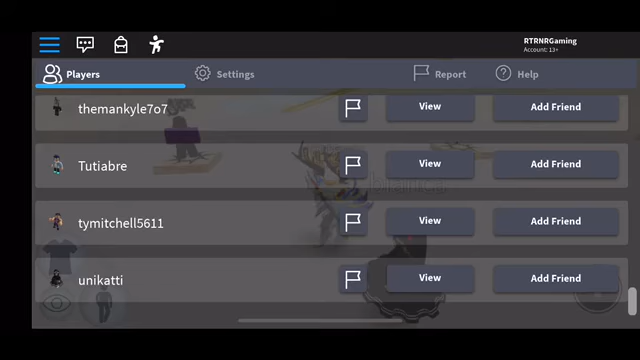 RTRNRGaming
Account: 13+
Players Settings Report Help
themankyle7o7 View Add Friend
Tutiabre View Add Friend
tymitchell5611 View Add Friend
unikatti View Add Friend